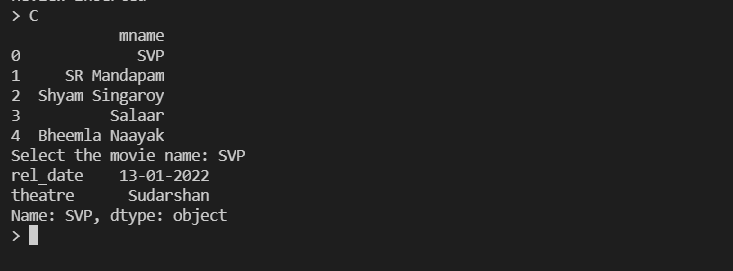 > C
mname
0 SVP
1 SR Mandapam
2 Shyam Singaroy
3 Salaar
4 Bheemla Naayak
Select the movie name: SVP
rel_date 13-01-2022
theatre Sudarshan
Name: SVP, dtype: object
>